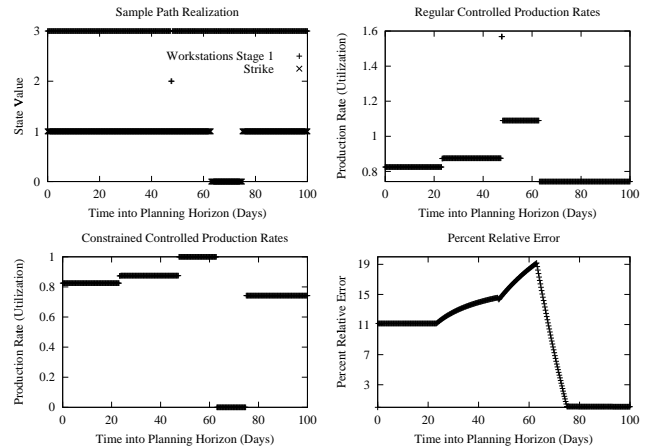 Sample Path Realization
3
2
1
0
State Value
Workstations Stage 1
Strike
0 20 40 60 80 100
Time into Planning Horizon (Days)
Regular Controlled Production Rates
1.6
1.4
1.2
1
0.8
Production Rate (Utilization)
0 20 40 60 80 100
Time into Planning Horizon (Days)
Constrained Controlled Production Rates
1
0.8
0.6
0.4
0.2
0
Production Rate (Utilization)
0 20 40 60 80 100
Time into Planning Horizon (Days)
Percent Relative Error
19
15
11
7
3
Percent Relative Error
0 20 40 60 80 100
Time into Planning Horizon (Days)